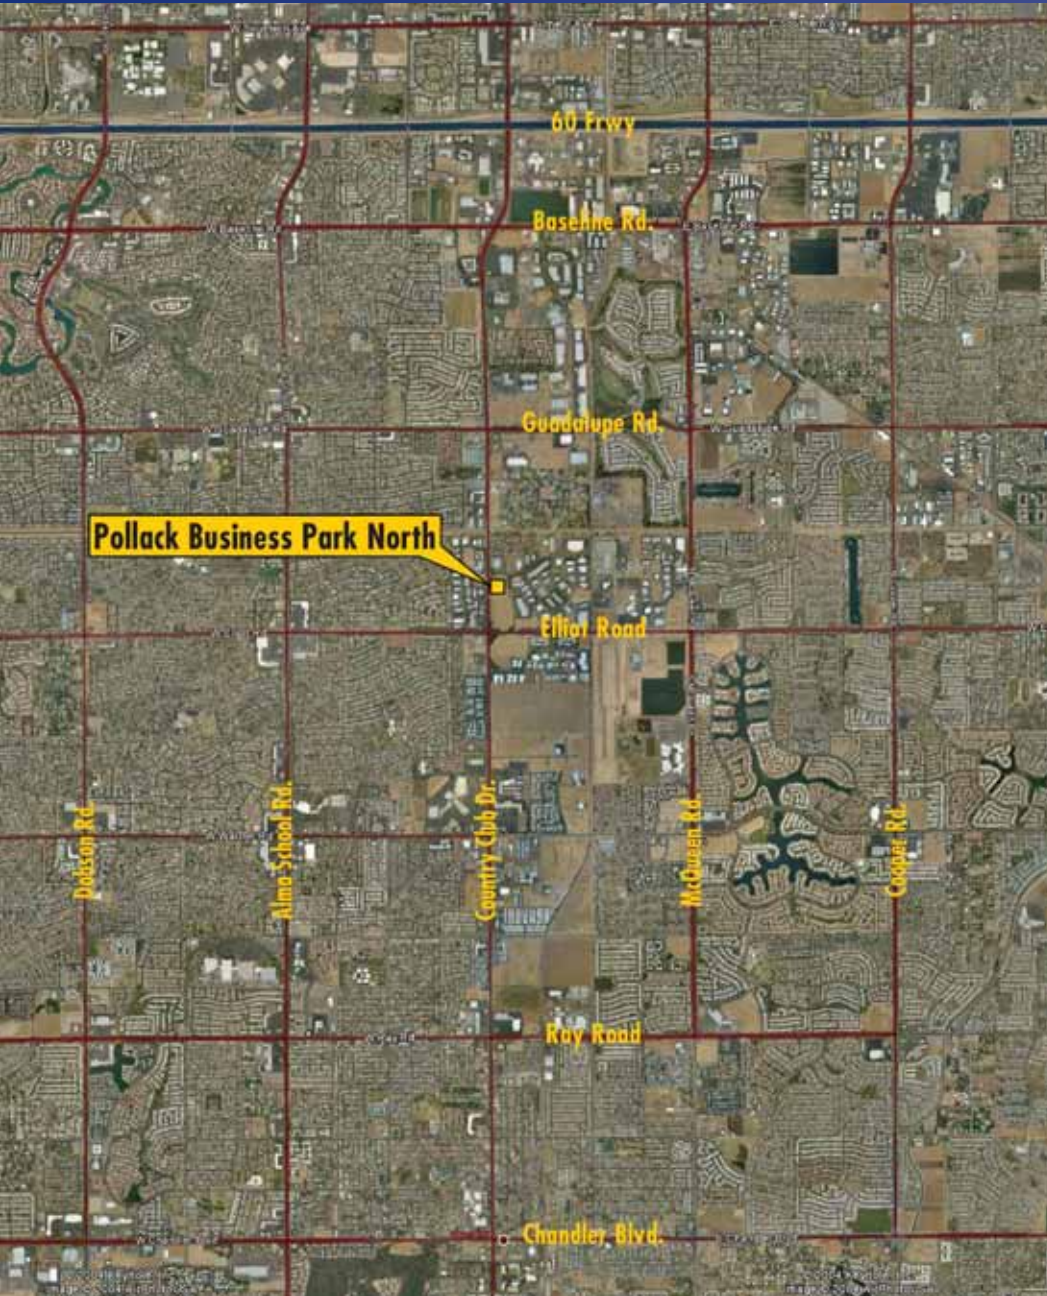 60 Frwy
Baseline Rd.
Guadalupe Rd.
Pollack Business Park North
Elliot Road
Dobson Rd.
Alma School Rd.
Country Club Dr.
McQueen Rd.
Cooper Rd.
Ray Road
Chandler Blvd.